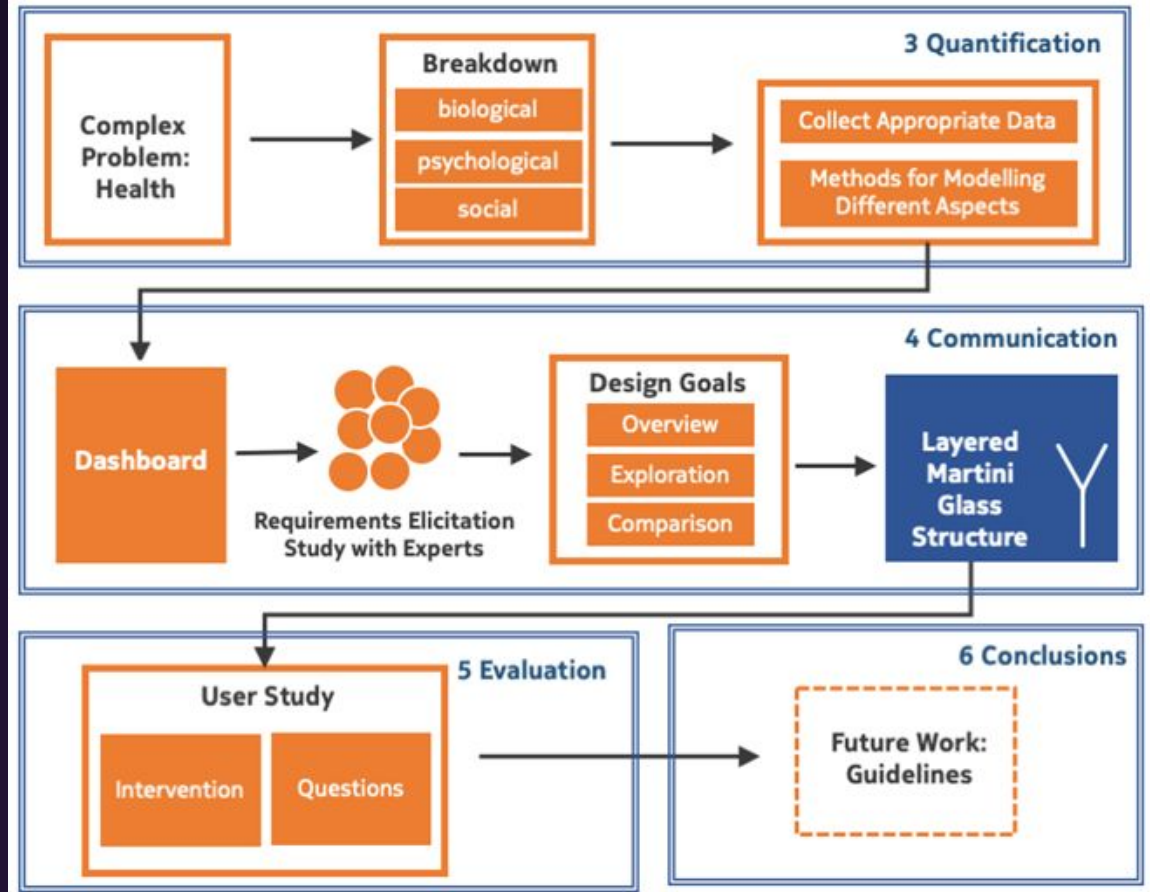 3 Quantification
Complex
Problem:
Health
Breakdown
biological
psychological
social
Collect Appropriate Data
Methods for Modelling
Different Aspects
4 Communication
Dashboard
Requirements Elicitation
Study with Experts
Design Goals
Overview
Exploration
Comparison
Layered
Martini
Glass
Structure
5 Evaluation
User Study
Intervention
Questions
6 Conclusions
Future Work:
Guidelines